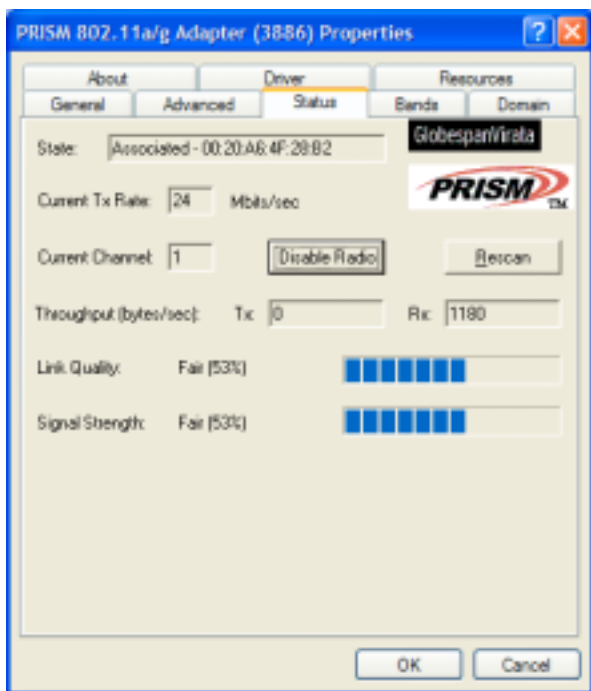 PRISM 802.11a/g Adapter (3886) Properties
About Driver Resources
General Advanced Status Bands Domain
GlobespanVirata
State: Associated - 00:20:A6:4F:28:B2
PRISM TM
Current Tx Rate: 24 Mbits/sec
Current Channel: 1 Disable Radio Rescan
Throughput (bytes/sec): Tx: 0 Rx: 1180
Link Quality: Fair (53%)
Signal Strength: Fair (53%)
OK Cancel